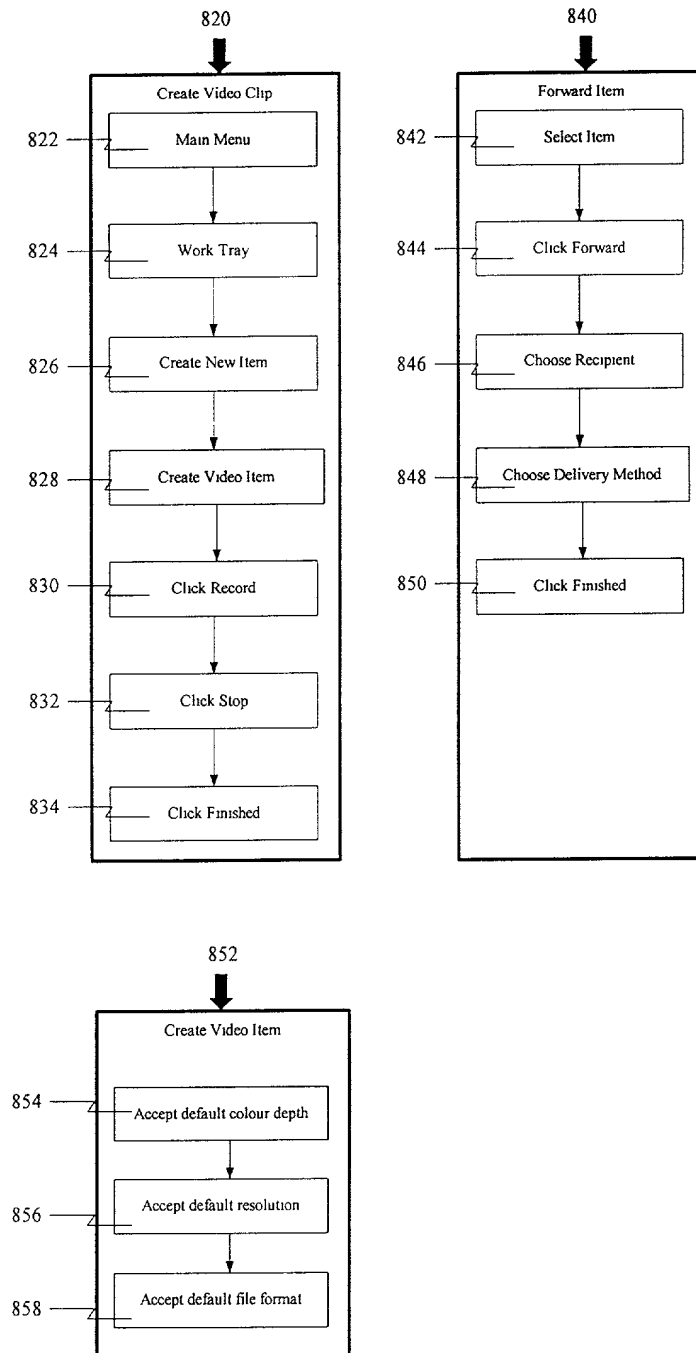 820
Create Video Clip
822
Main Menu
824
Work Tray
826
Create New Item
828
Create Video Item
830
Click Record
832
Click Stop
834
Click Finished
840
Forward Item
842
Select Item
844
Click Forward
846
Choose Recipient
848
Choose Delivery Method
850
Click Finished
852
Create Video Item
854
Accept default colour depth
856
Accept default resolution
858
Accept default file format